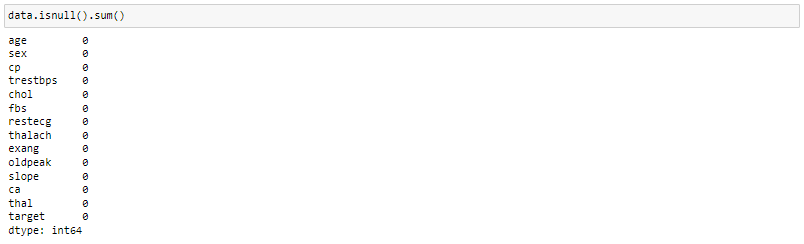 data.isnull().sum()
age 0
sex 0
cp 0
trestbps 0
chol 0
fbs 0
restecg 0
thalach 0
exang 0
oldpeak 0
slope 0
ca 0
thal 0
target 0
dtype: int64